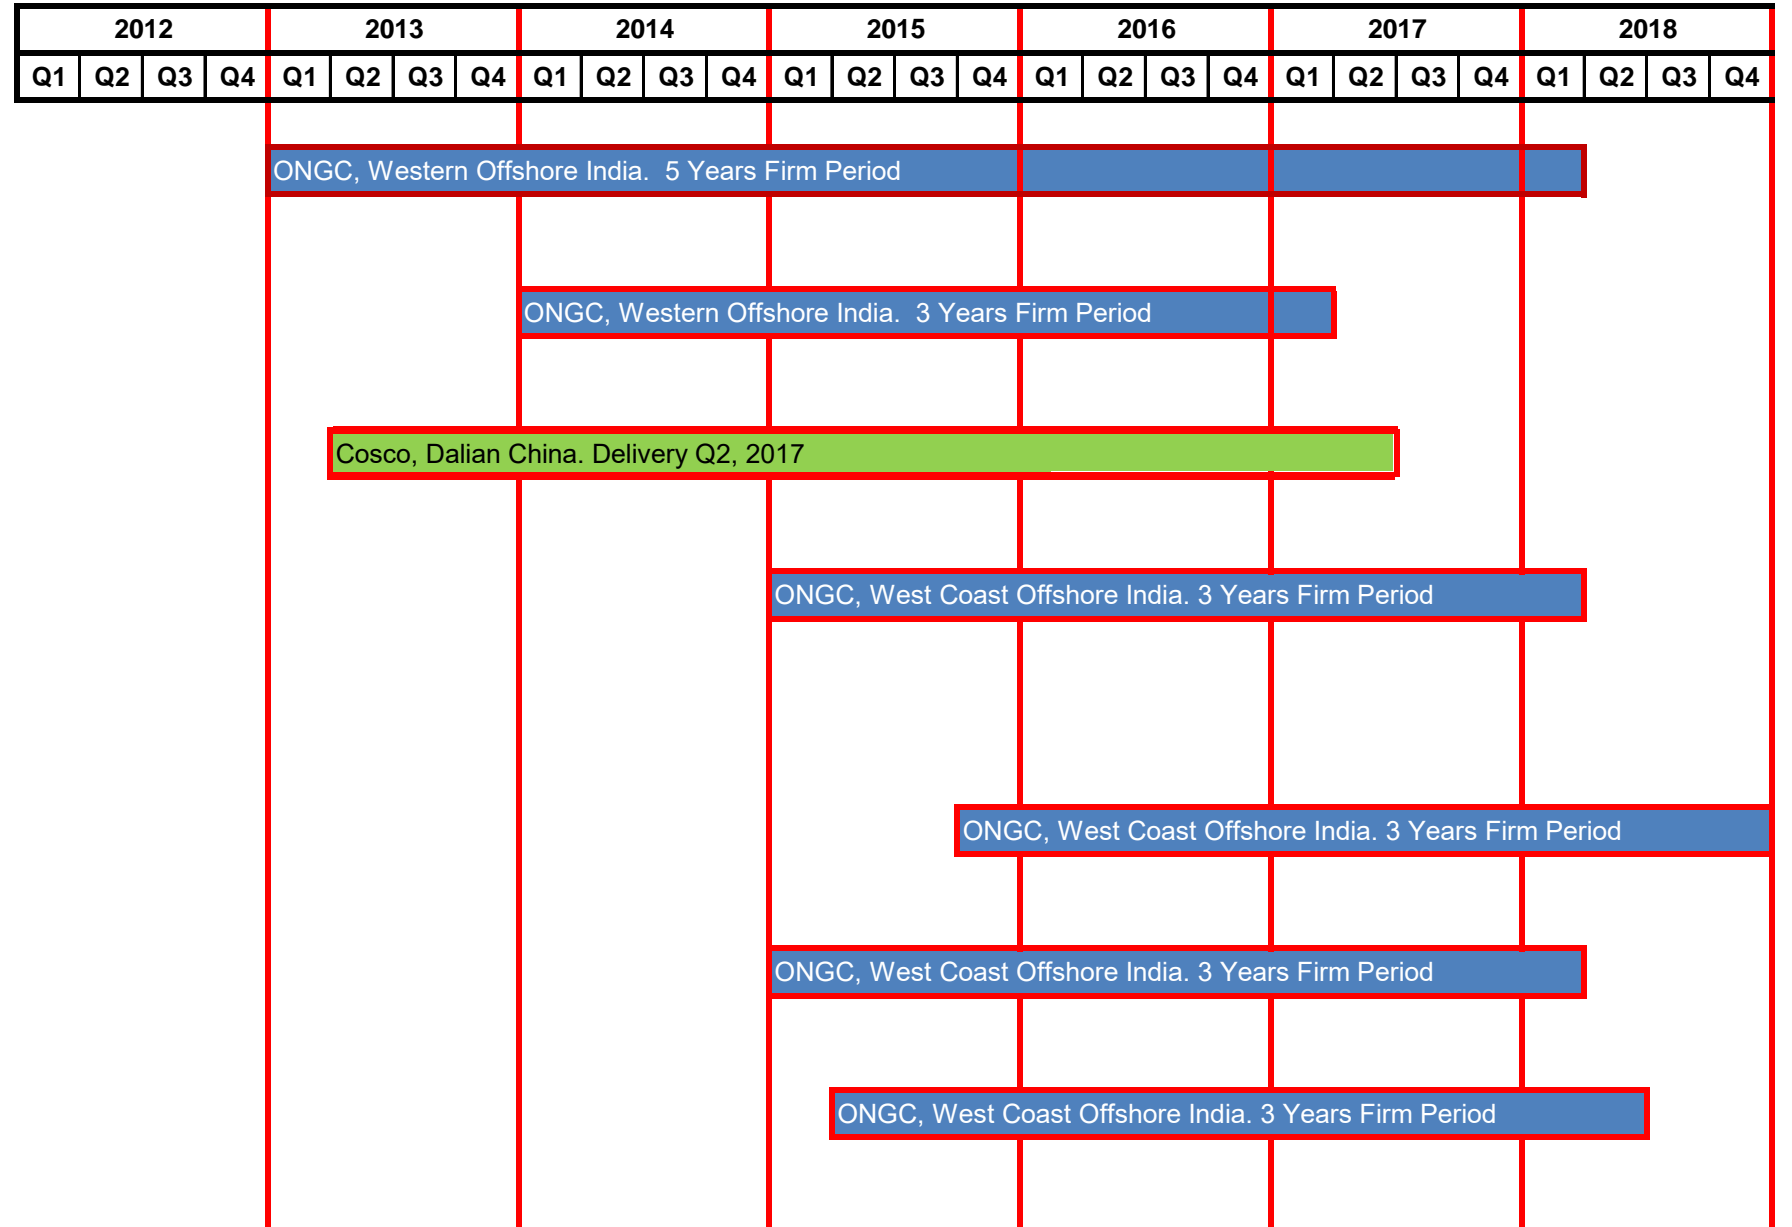 2012 2013 2014 2015 2016 2017 2018
Q1 Q2 Q3 Q4 Q1 Q2 Q3 Q4 Q1 Q2 Q3 Q4 Q1 Q2 Q3 Q4 Q1 Q2 Q3 Q4 Q1 Q2 Q3 Q4 Q1 Q2 Q3 Q4
ONGC, Western Offshore India.  5 Years Firm Period
ONGC, Western Offshore India.  3 Years Firm Period
Cosco, Dalian China. Delivery Q2, 2017
ONGC, West Coast Offshore India. 3 Years Firm Period
ONGC, West Coast Offshore India. 3 Years Firm Period
ONGC, West Coast Offshore India. 3 Years Firm Period
ONGC, West Coast Offshore India. 3 Years Firm Period